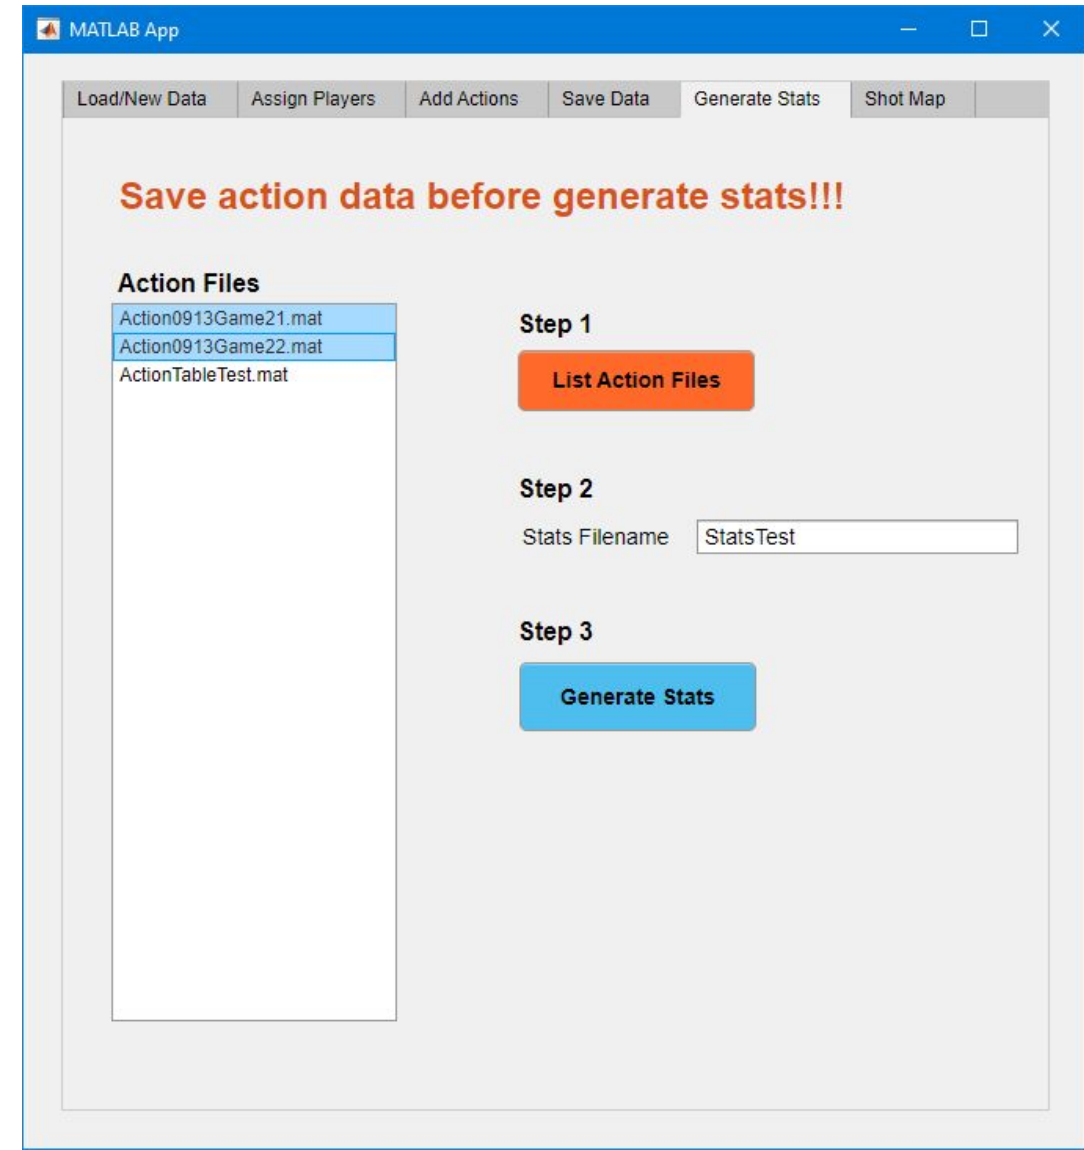 MATLAB App
Load/New Data Assign Players Add Actions Save Data Generate Stats Shot Map
Save action data before generate stats!!!
Action Files
Action0913Game21.mat
Action0913Game22.mat
ActionTableTest.mat
Step 1
List Action Files
Step 2
Stats Filename StatsTest
Step 3
Generate Stats